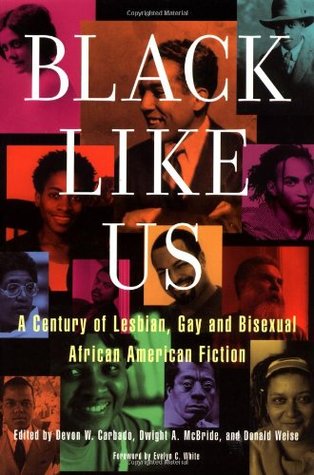 BLACK
LIKE
US
A Century of Lesbian, Gay and Bisexual
African American Fiction
Edited by Devon W. Carbado, Dwight A. McBride, and Donald Weise
Foreword by Evelyn C. White